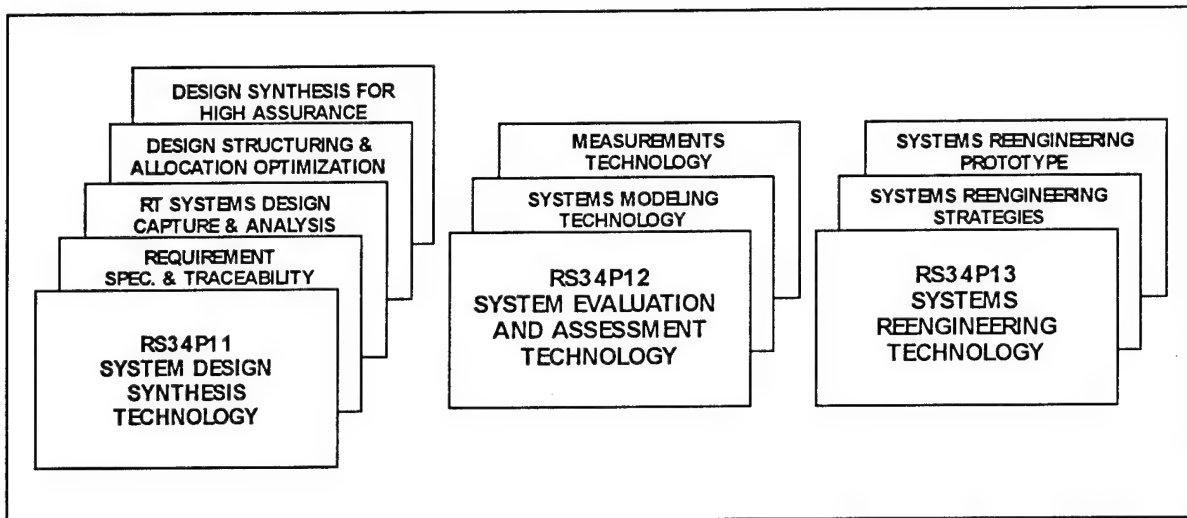 DESIGN SYNTHESIS FOR
HIGH ASSURANCE
DESIGN STRUCTURING &
ALLOCATION OPTIMIZATION
RT SYSTEMS DESIGN
CAPTURE & ANALYSIS
REQUIREMENT
SPEC. & TRACEABILITY
RS34P11
SYSTEM DESIGN
SYNTHESIS
TECHNOLOGY
MEASUREMENTS
TECHNOLOGY
SYSTEMS MODELING
TECHNOLOGY
RS34P12
SYSTEM EVALUATION
AND ASSESSMENT
TECHNOLOGY
SYSTEMS REENGINEERING
PROTOTYPE
SYSTEMS REENGINEERING
STRATEGIES
RS34P13
SYSTEMS
REENGINEERING
TECHNOLOGY